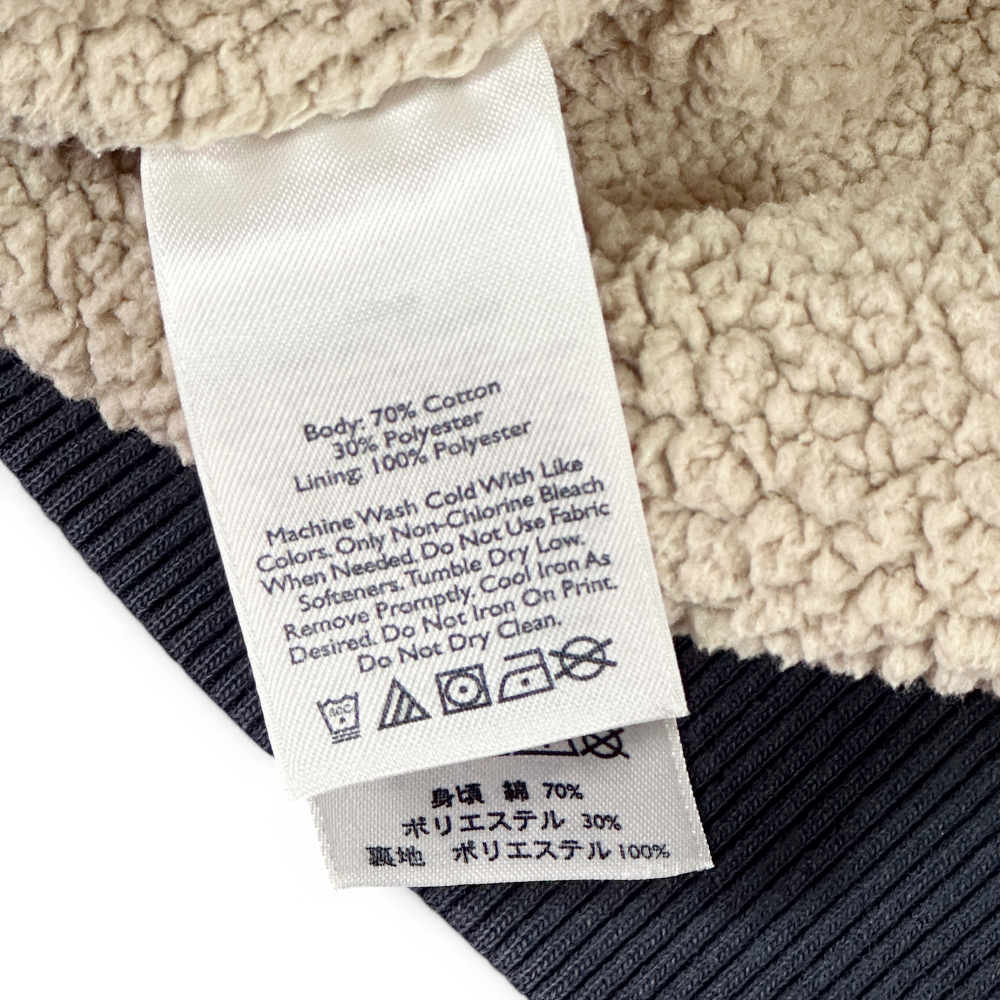 Body: 70% Cotton
30% Polyester
Lining: 100% Polyester
Machine Wash Cold With Like
Colors. Only Non-Chlorine Bleach
When Needed. Do Not Use Fabric
Softeners. Tumble Dry Low.
Remove Promptly. Cool Iron As
Desired. Do Not Iron On Print.
Do Not Dry Clean.
身頃 綿 70%
ポリエステル 30%
裏地 ポリエステル 100%